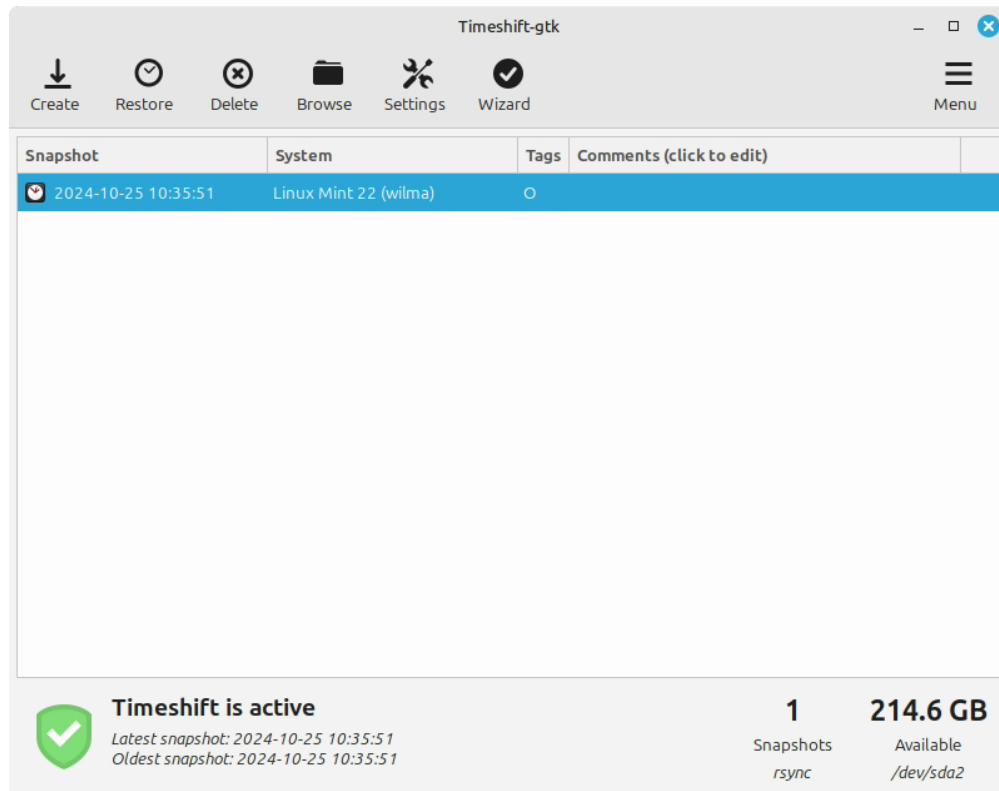 Timeshift-gtk
Create Restore Delete Browse Settings Wizard Menu
Snapshot System Tags Comments (click to edit)
2024-10-25 10:35:51 Linux Mint 22 (wilma) O
Timeshift is active
Latest snapshot: 2024-10-25 10:35:51
Oldest snapshot: 2024-10-25 10:35:51
1 214.6 GB
Snapshots Available
rsync /dev/sda2